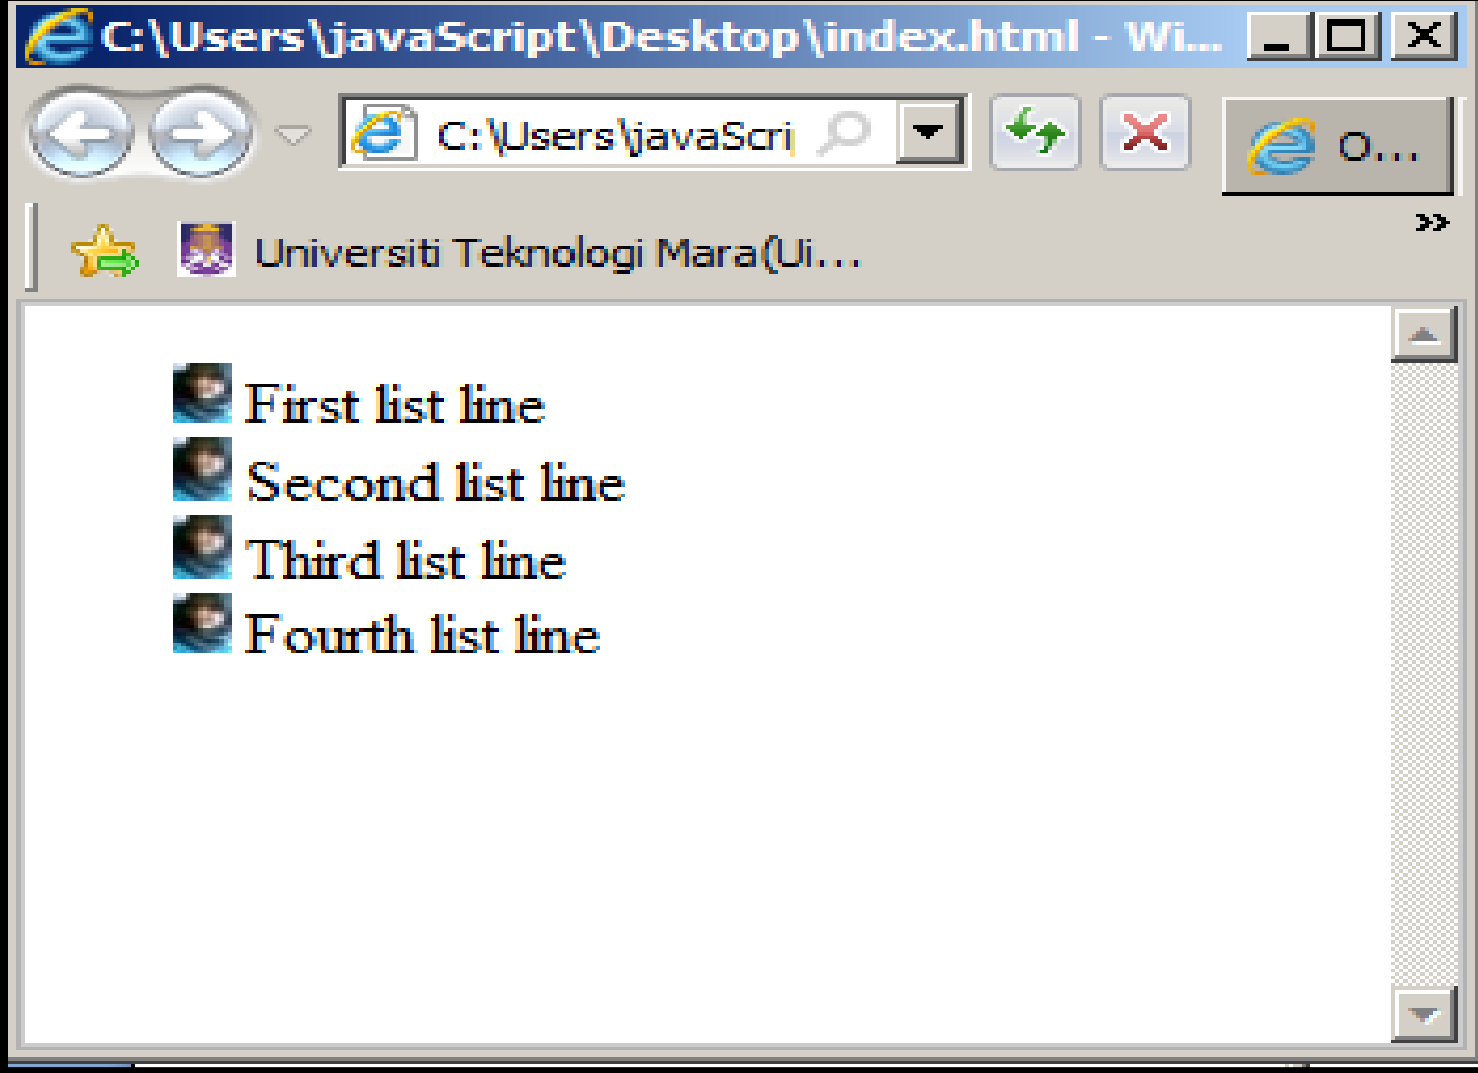 C:\Users\javaScript\Desktop\index.html - Wi...
C:\Users\javaScri
O...
Universiti Teknologi Mara(Ui...
First list line
Second list line
Third list line
Fourth list line